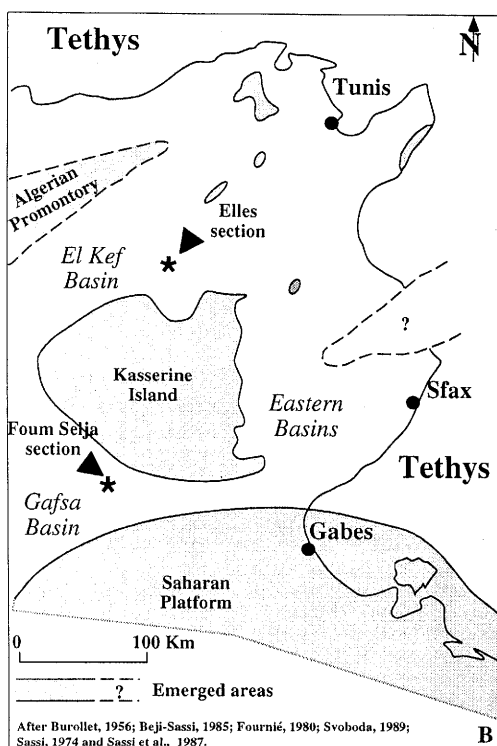 Tethys
N
Tunis
Algerian
Promontory
Elles
section
El Kef
Basin
*
?
Kasserine
Island
Eastern
Basins
Sfax
Foum Selja
section
*
Tethys
Gafsa
Basin
Gabes
Saharan
Platform
0 100 Km
? Emerged areas
After Burollet, 1956; Beji-Sassi, 1985; Fournié, 1980; Svoboda, 1989;
Sassi, 1974 and Sassi et al., 1987.
B